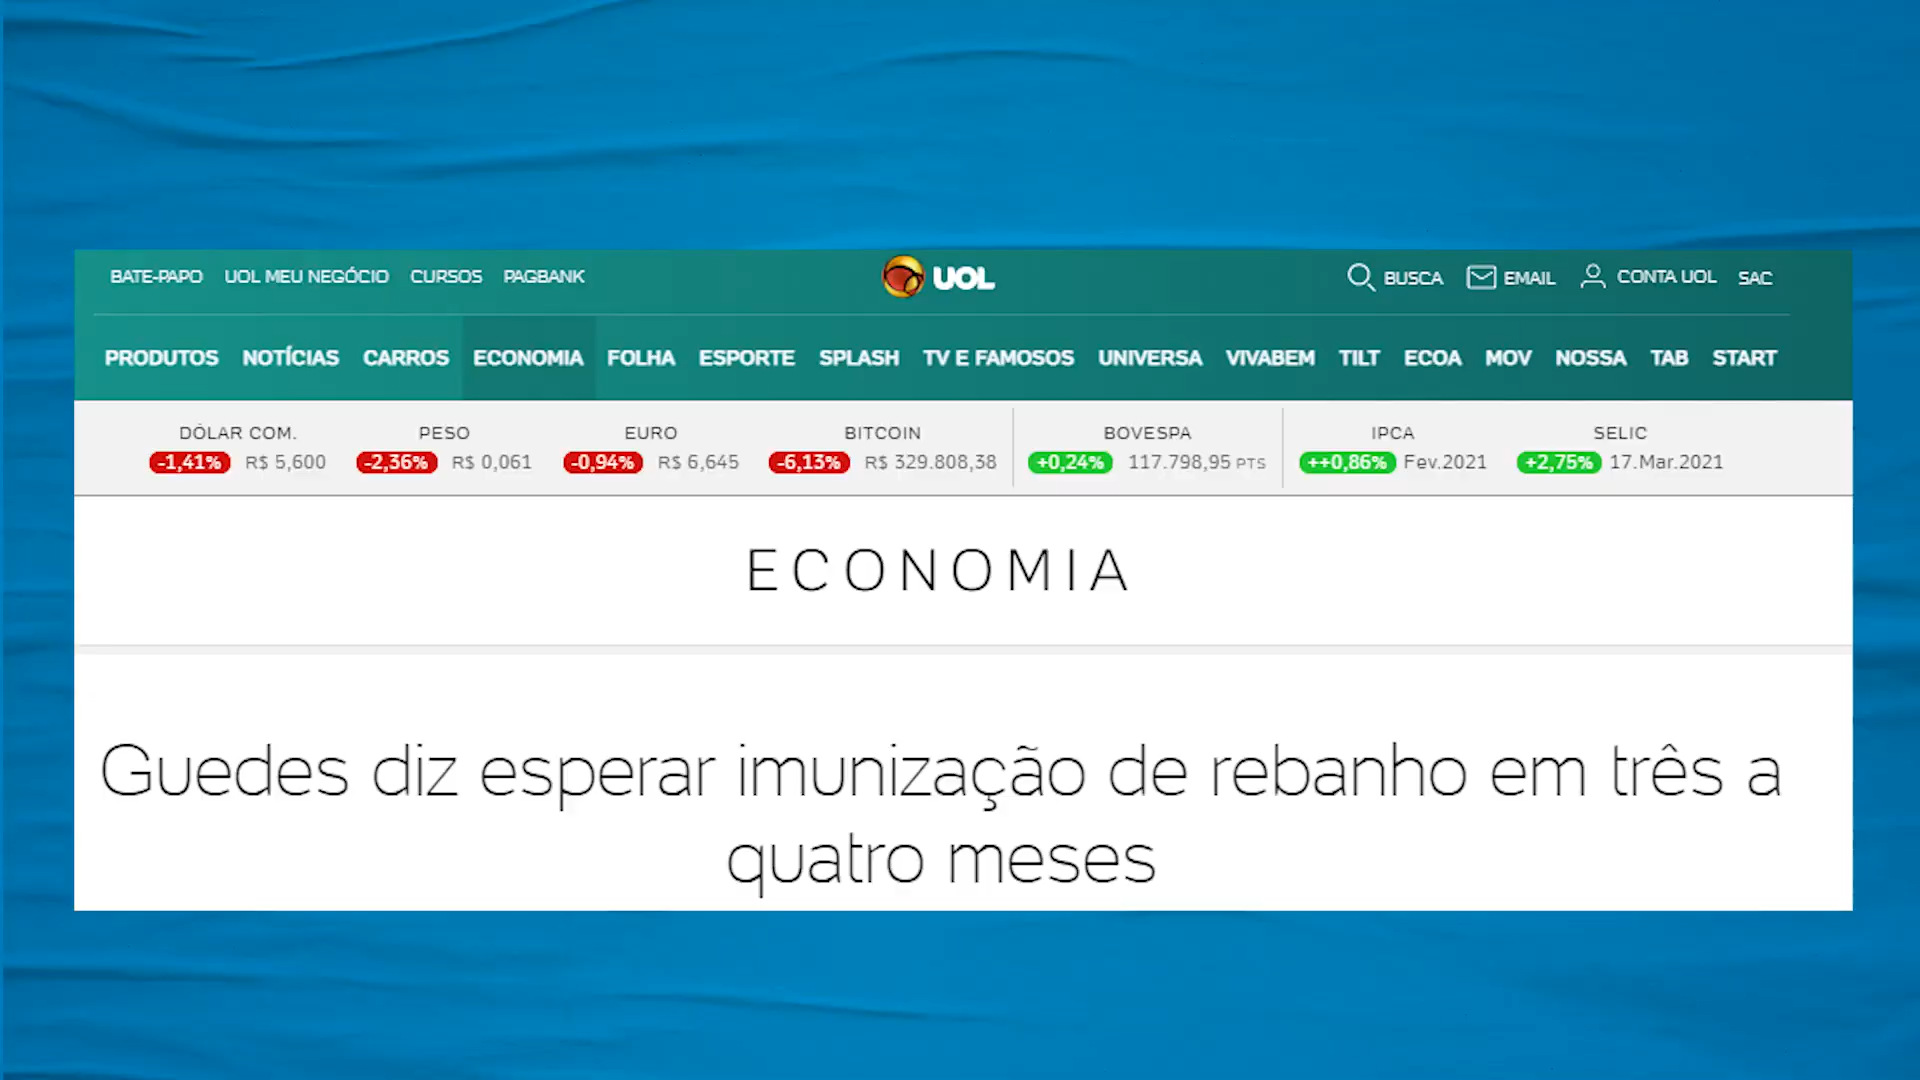 BATE-PAPO UOL MEU NEGÓCIO CURSOS PAGBANK UOL BUSCA EMAIL CONTA UOL SAC
PRODUTOS NOTÍCIAS CARROS ECONOMIA FOLHA ESPORTE SPLASH TV E FAMOSOS UNIVERSA VIVABEM TILT ECOA MOV NOSSA TAB START
DÓLAR COM. PESO EURO BITCOIN BOVESPA IPCA SELIC
-1,41% R$ 5,600 -2,36% R$ 0,061 -0,94% R$ 6,645 -6,13% R$ 329.808,38 +0,24% 117.798,95 PTS ++0,86% Fev.2021 +2,75% 17.Mar.2021
ECONOMIA
Guedes diz esperar imunização de rebanho em três a
quatro meses